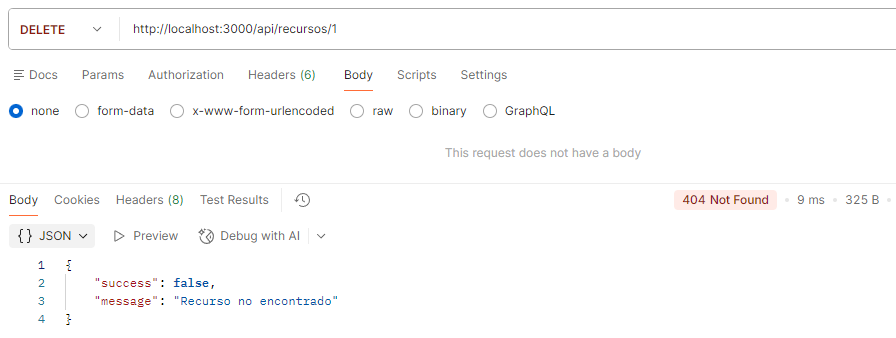 DELETE http://localhost:3000/api/recursos/1
Docs Params Authorization Headers (6) Body Scripts Settings
none form-data x-www-form-urlencoded raw binary GraphQL
This request does not have a body
Body Cookies Headers (8) Test Results 404 Not Found • 9 ms • 325 B •
{} JSON Preview Debug with AI
1 {
2 "success": false,
3 "message": "Recurso no encontrado"
4 }